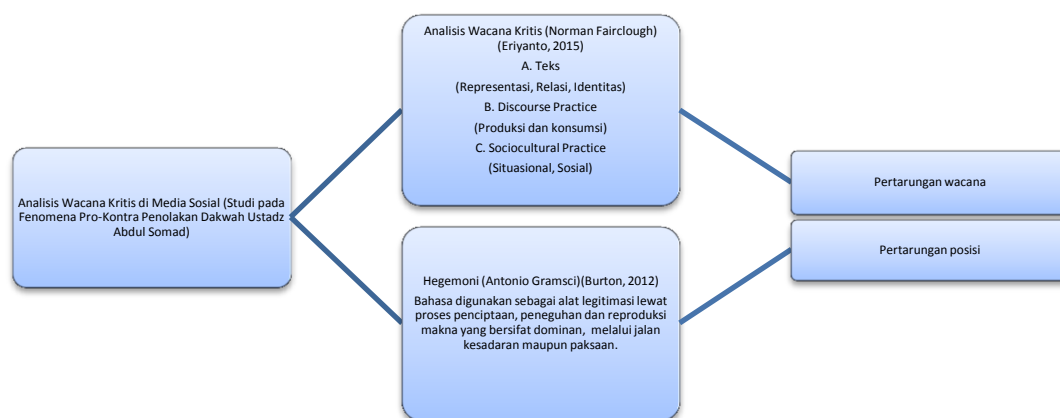 Analisis Wacana Kritis di Media Sosial (Studi pada
Fenomena Pro-Kontra Penolakan Dakwah Ustadz
Abdul Somad)
Analisis Wacana Kritis (Norman Fairclough)
(Eriyanto, 2015)
A. Teks
(Representasi, Relasi, Identitas)
B. Discourse Practice
(Produksi dan konsumsi)
C. Sociocultural Practice
(Situasional, Sosial)
Hegemoni (Antonio Gramsci)(Burton, 2012)
Bahasa digunakan sebagai alat legitimasi lewat
proses penciptaan, peneguhan dan reproduksi
makna yang bersifat dominan, melalui jalan
kesadaran maupun paksaan.
Pertarungan wacana
Pertarungan posisi